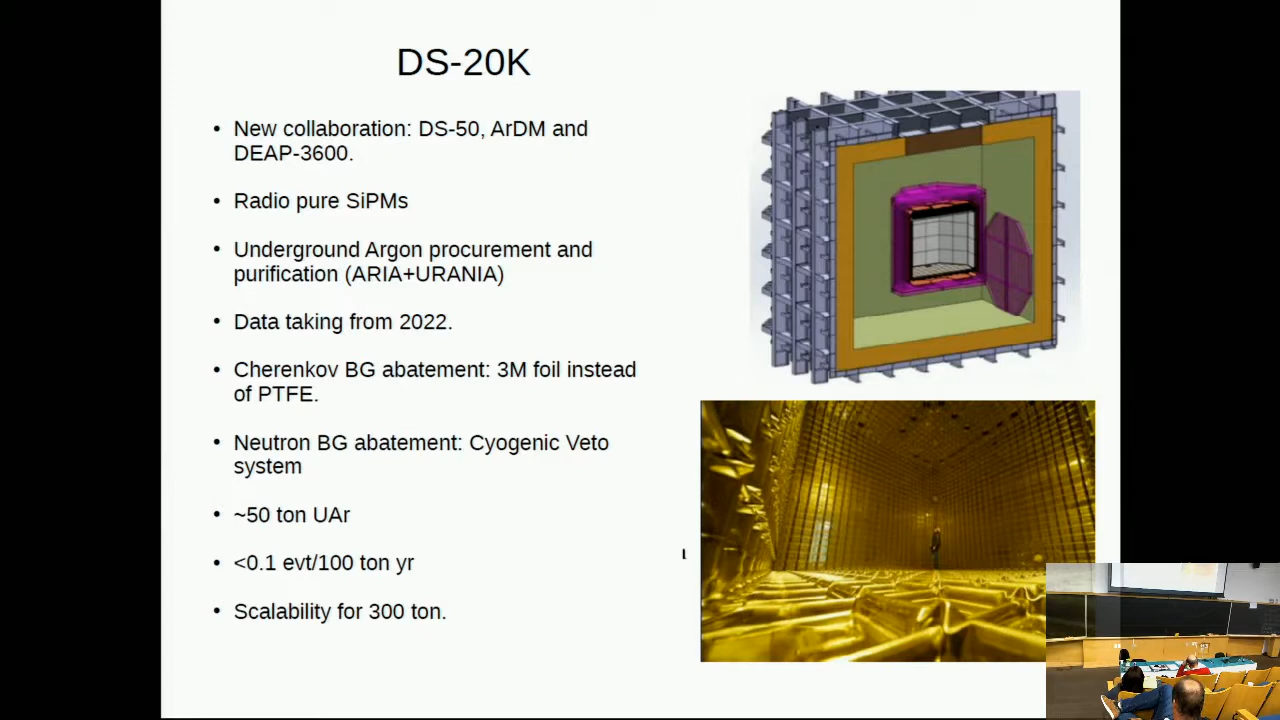 DS-20K
• New collaboration: DS-50, ArDM and
DEAP-3600.
• Radio pure SiPMs
• Underground Argon procurement and
purification (ARIA+URANIA)
• Data taking from 2022.
• Cherenkov BG abatement: 3M foil instead
of PTFE.
• Neutron BG abatement: Cyogenic Veto
system
• ~50 ton UAr
• <0.1 evt/100 ton yr
• Scalability for 300 ton.